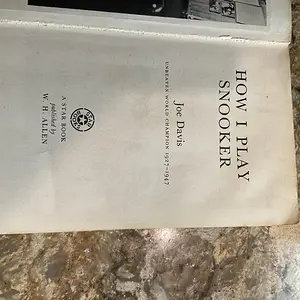 HOW I PLAY
SNOOKER
Joe Davis
UNBEATEN WORLD CHAMPION 1927–1947
A STAR BOOK
published by
W. H. ALLEN